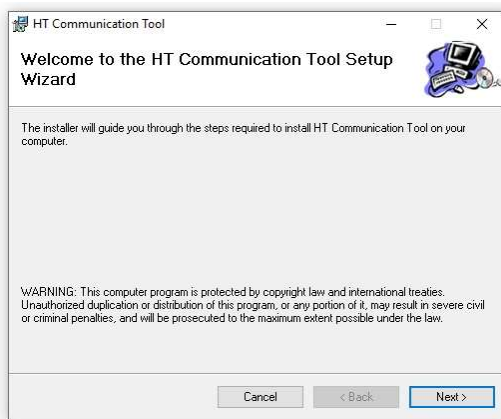 HT Communication Tool
Welcome to the HT Communication Tool Setup
Wizard
The installer will guide you through the steps required to install HT Communication Tool on your
computer.
WARNING: This computer program is protected by copyright law and international treaties.
Unauthorized duplication or distribution of this program, or any portion of it, may result in severe civil
or criminal penalties, and will be prosecuted to the maximum extent possible under the law.
Cancel < Back Next >